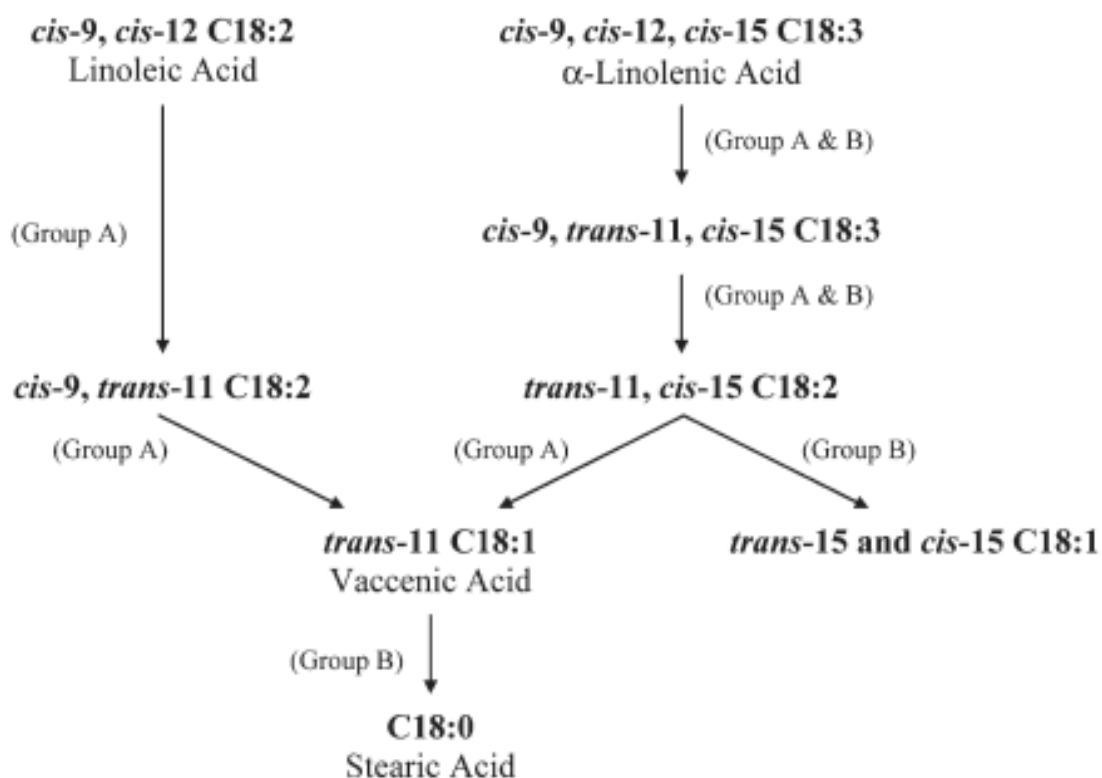 cis-9, cis-12 C18:2
Linoleic Acid
cis-9, cis-12, cis-15 C18:3
α-Linolenic Acid
(Group A & B)
(Group A)
cis-9, trans-11, cis-15 C18:3
(Group A & B)
cis-9, trans-11 C18:2
trans-11, cis-15 C18:2
(Group A)
(Group A)
(Group B)
trans-11 C18:1
Vaccenic Acid
trans-15 and cis-15 C18:1
(Group B)
C18:0
Stearic Acid